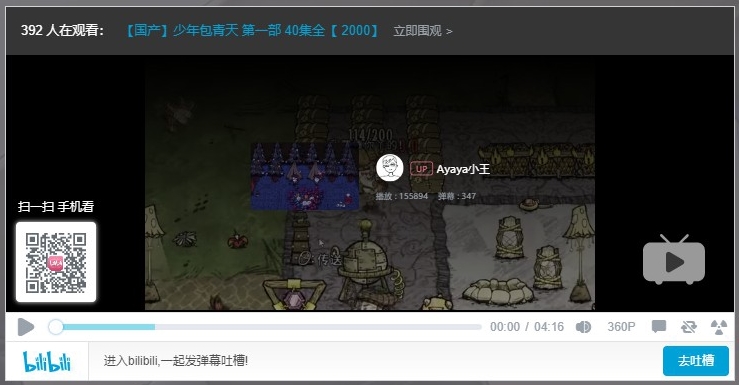 392 人在观看： 【国产】少年包青天 第一部 40集全【 2000】 立即围观 >
114/200
UP Ayaya小王
播放 : 155894 弹幕 : 347
扫一扫 手机看
00:00 / 04:16 360P
bilibili 进入bilibili,一起发弹幕吐槽! 去吐槽